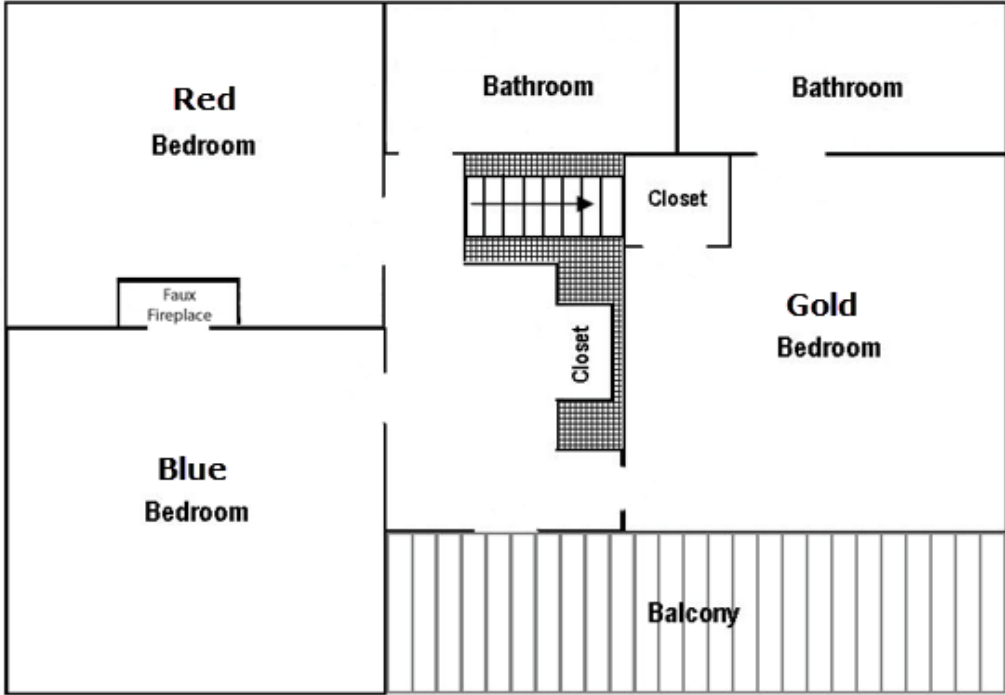 Red
Bedroom
Bathroom
Bathroom
Closet
Faux
Fireplace
Closet
Gold
Bedroom
Blue
Bedroom
Balcony